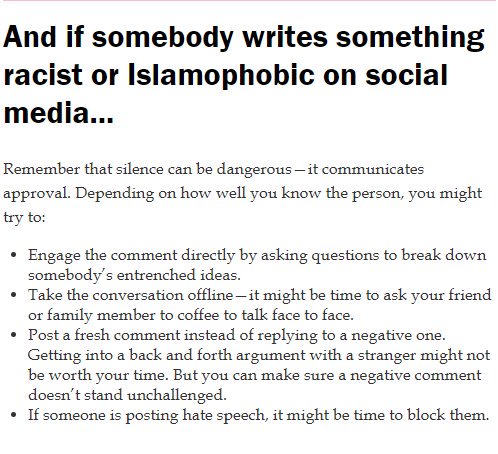 And if somebody writes something
racist or Islamophobic on social
media...
Remember that silence can be dangerous—it communicates
approval. Depending on how well you know the person, you might
try to:
• Engage the comment directly by asking questions to break down
somebody’s entrenched ideas.
• Take the conversation offline—it might be time to ask your friend
or family member to coffee to talk face to face.
• Post a fresh comment instead of replying to a negative one.
Getting into a back and forth argument with a stranger might not
be worth your time. But you can make sure a negative comment
doesn’t stand unchallenged.
• If someone is posting hate speech, it might be time to block them.